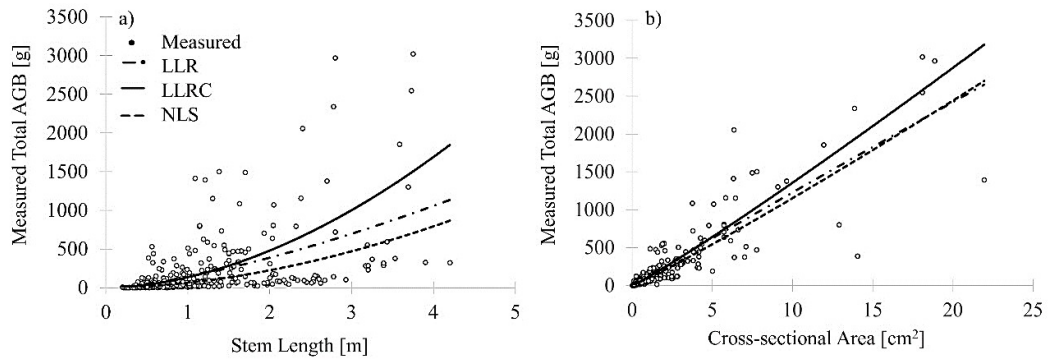 a)
Measured
LLR
LLRC
NLS
3500
3000
2500
2000
1500
1000
500
0
0 1 2 3 4 5
Measured Total AGB [g]
Stem Length [m]
b)
3500
3000
2500
2000
1500
1000
500
0
0 5 10 15 20 25
Measured Total AGB [g]
Cross-sectional Area [cm²]